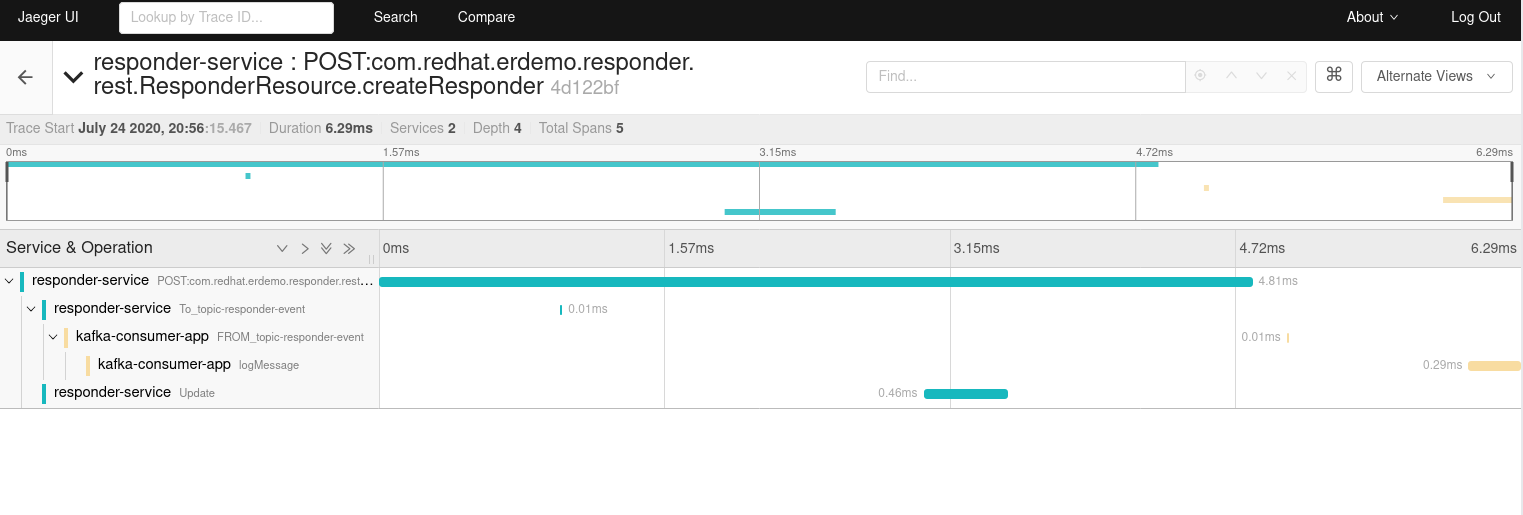 Jaeger UI Lookup by Trace ID... Search Compare About Log Out
responder-service : POST:com.redhat.erdemo.responder.
rest.ResponderResource.createResponder 4d122bf
Find... ⌘ Alternate Views
Trace Start July 24 2020, 20:56:15.467 Duration 6.29ms Services 2 Depth 4 Total Spans 5
0ms 1.57ms 3.15ms 4.72ms 6.29ms
Service & Operation 0ms 1.57ms 3.15ms 4.72ms 6.29ms
responder-service POST:com.redhat.erdemo.responder.rest... 4.81ms
responder-service To_topic-responder-event 0.01ms
kafka-consumer-app FROM_topic-responder-event 0.01ms
kafka-consumer-app logMessage 0.29ms
responder-service Update 0.46ms